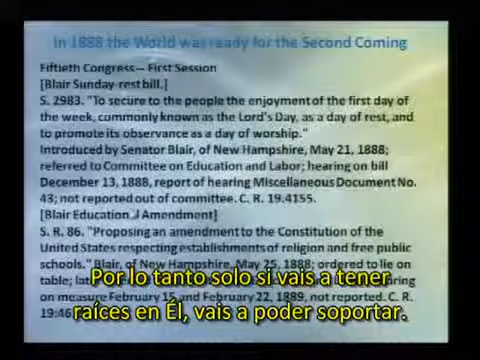 In 1888 the World was ready for the Second Coming
Fiftieth Congress— First Session
[Blair Sunday-rest bill.]
S. 2983. "To secure to the people the enjoyment of the first day of
the week, commonly known as the Lord's Day, as a day of rest, and
to promote its observance as a day of worship."
Introduced by Senator Blair, of New Hampshire, May 21, 1888;
referred to Committee on Education and Labor; hearing on bill
December 13, 1888, report of hearing Miscellaneous Document No.
43; not reported out of committee. C. R. 19.4155.
[Blair Educational Amendment]
S. R. 86. "Proposing an amendment to the Constitution of the
United States respecting establishments of religion and free public
schools." Blair, of New Hampshire, May 25, 1888; ordered to lie on
table;
on measure February 15 and February 22, 1889, not reported. C. R.
19:46
Por lo tanto solo si vais a tener
raíces en Él, vais a poder soportar.